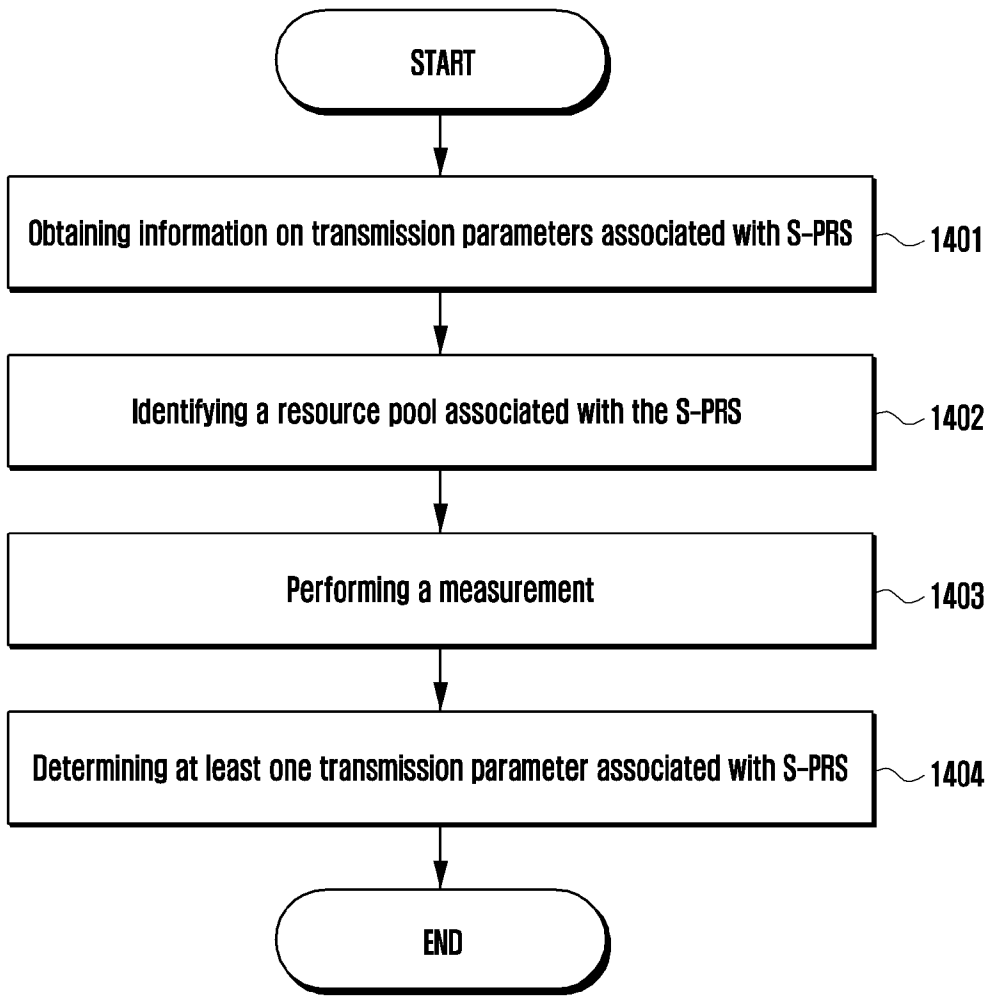 START
Obtaining information on transmission parameters associated with S-PRS
1401
Identifying a resource pool associated with the S-PRS
1402
Performing a measurement
1403
Determining at least one transmission parameter associated with S-PRS
1404
END